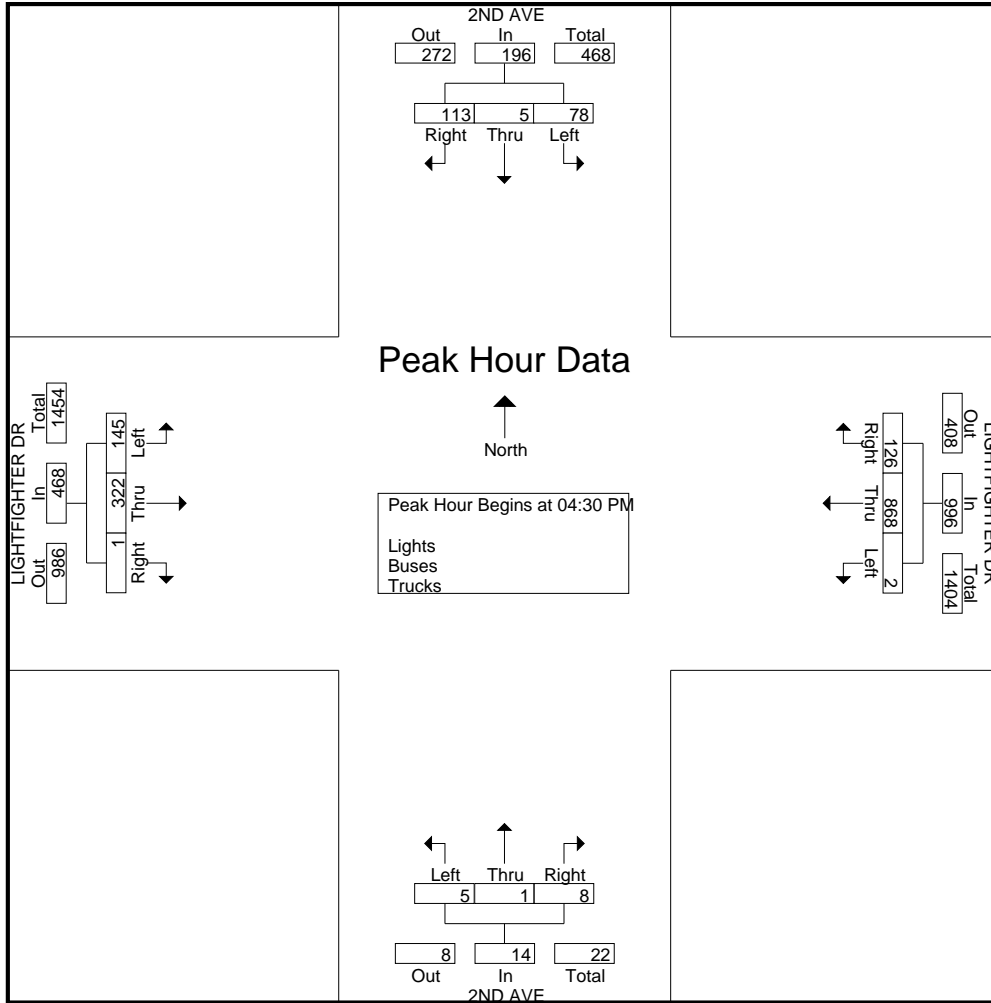 2ND AVE
Out In Total
272 196 468
113 5 78
Right Thru Left
Peak Hour Data
North
Peak Hour Begins at 04:30 PM
Lights
Buses
Trucks
LIGHTFIGHTER DR
Out In Total
986 468 1454
1 322 145
Right Thru Left
LIGHTFIGHTER DR
Out In Total
408 996 1404
126 868 2
Right Thru Left
Left Thru Right
5 1 8
8 14 22
Out In Total
2ND AVE